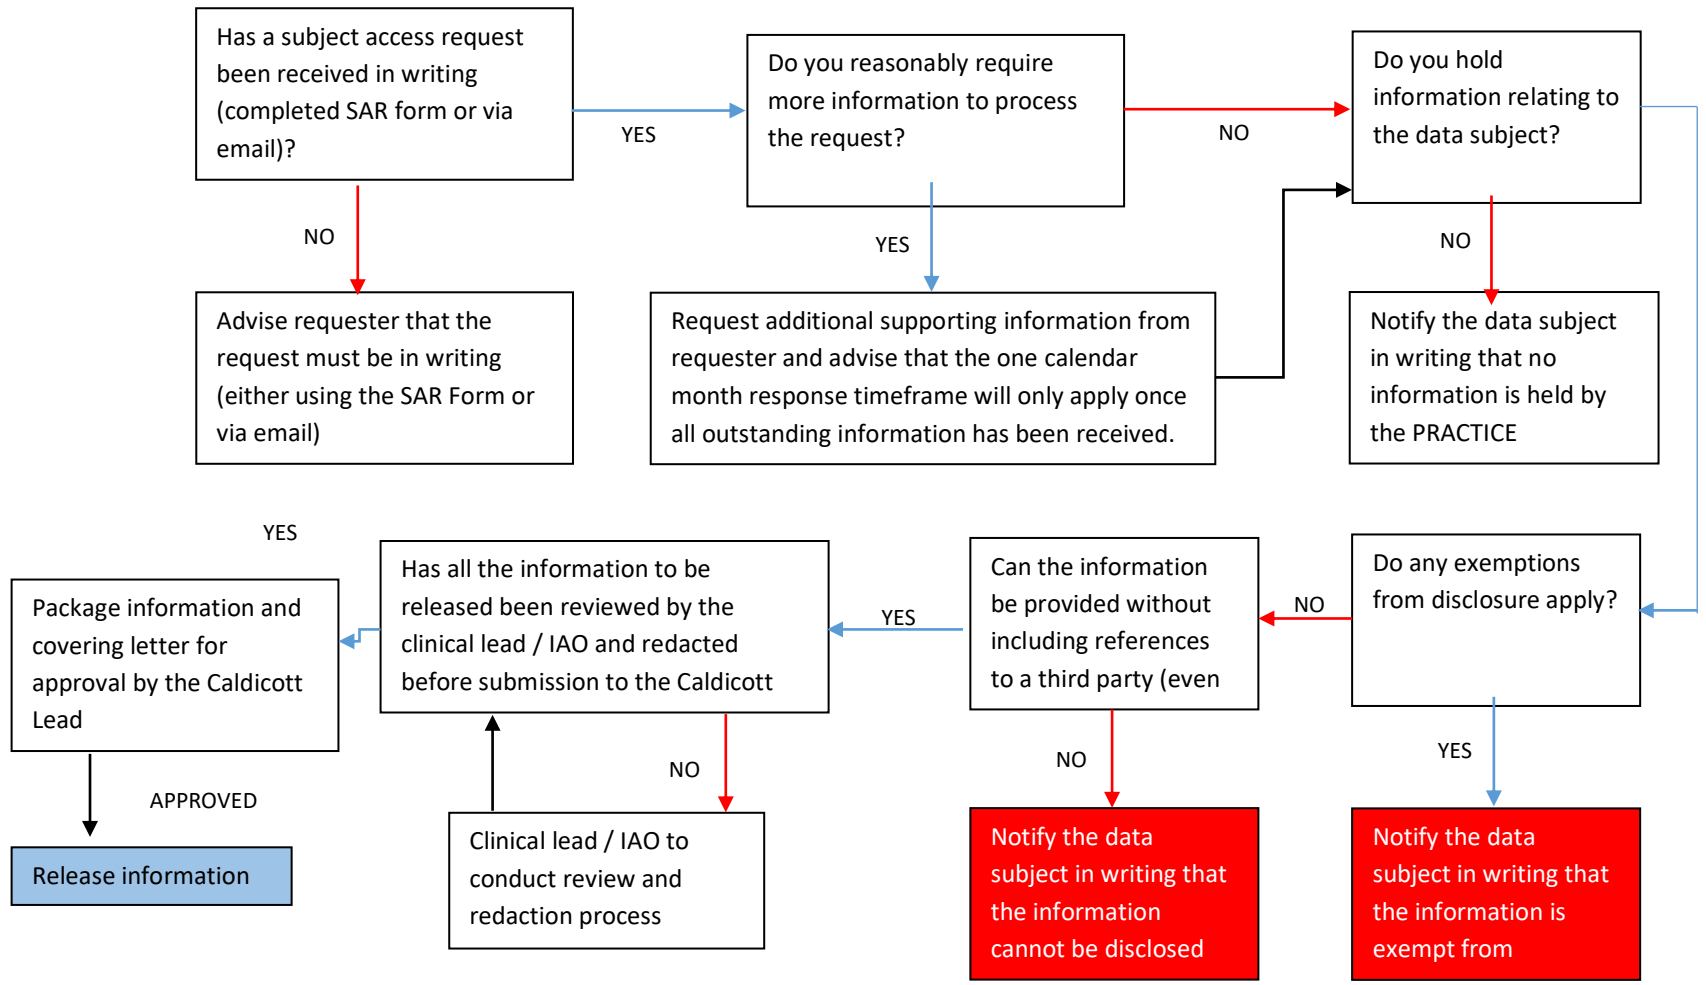 Has a subject access request
been received in writing
(completed SAR form or via
email)?
YES
Do you reasonably require
more information to process
the request?
NO
Do you hold
information relating to
the data subject?
NO
YES
NO
Advise requester that the
request must be in writing
(either using the SAR Form or
via email)
Request additional supporting information from
requester and advise that the one calendar
month response timeframe will only apply once
all outstanding information has been received.
Notify the data subject
in writing that no
information is held by
the PRACTICE
YES
Package information and
covering letter for
approval by the Caldicott
Lead
Has all the information to be
released been reviewed by the
clinical lead / IAO and redacted
before submission to the Caldicott
YES
Can the information
be provided without
including references
to a third party (even
NO
Do any exemptions
from disclosure apply?
APPROVED
NO
NO
YES
Release information
Clinical lead / IAO to
conduct review and
redaction process
Notify the data
subject in writing that
the information
cannot be disclosed
Notify the data
subject in writing that
the information is
exempt from